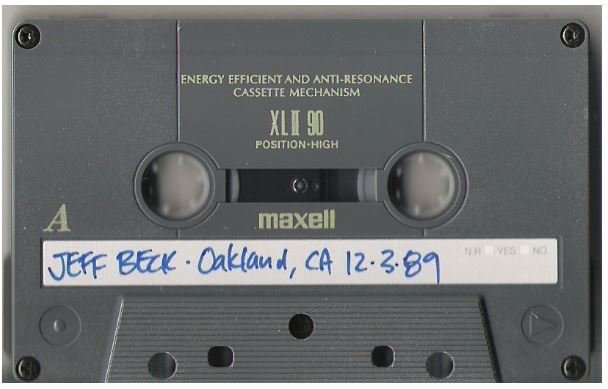 ENERGY EFFICIENT AND ANTI-RESONANCE
CASSETTE MECHANISM
XLII 90
POSITION·HIGH
A
maxell
JEFF BECK · Oakland, CA 12·3·89
N.R YES NO